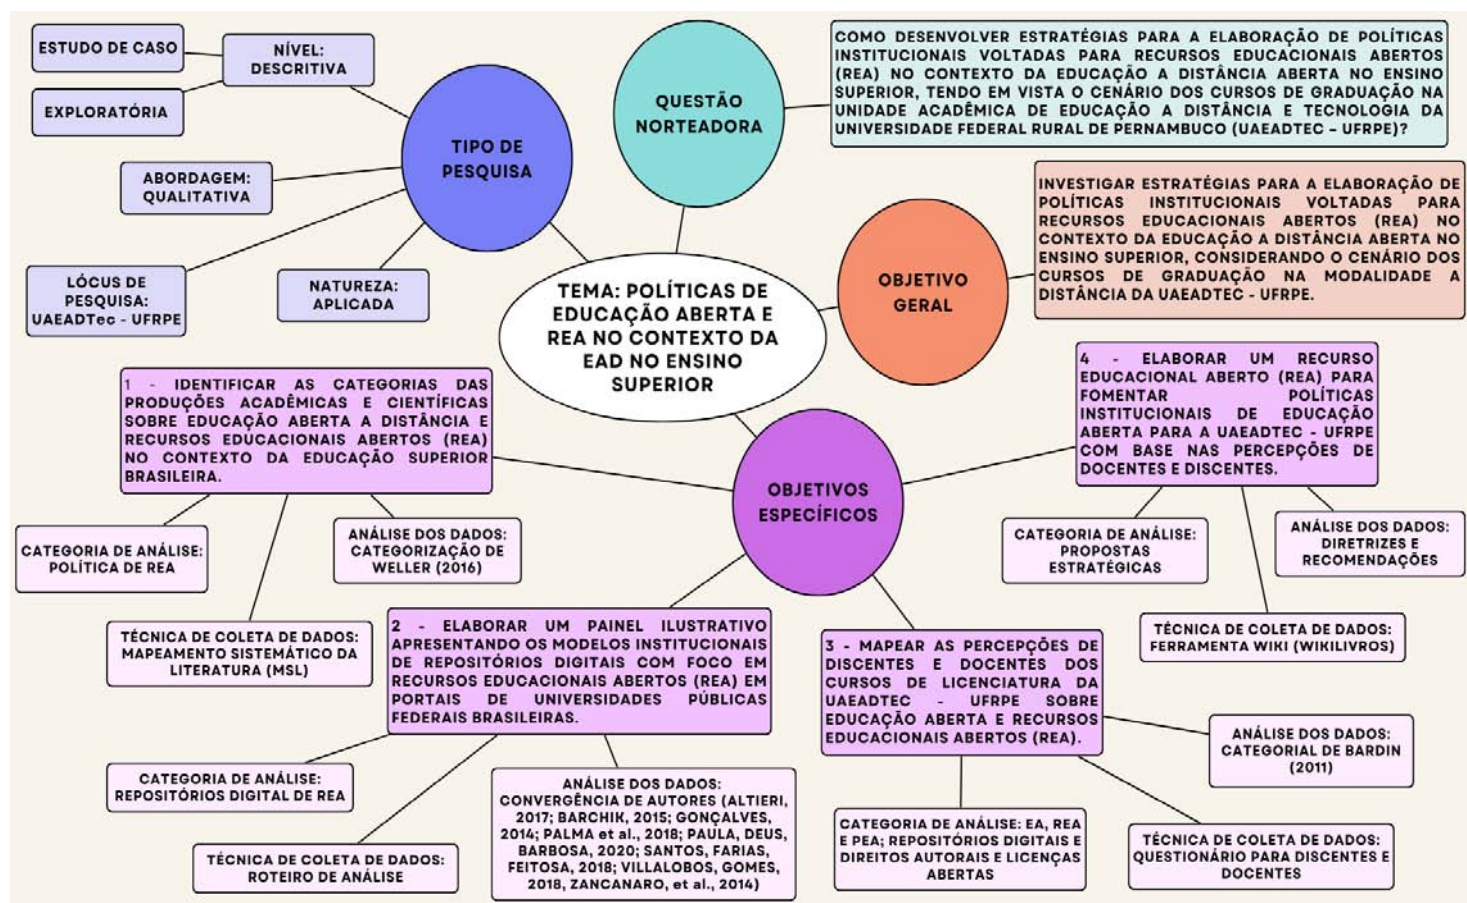 ESTUDO DE CASO
NÍVEL:
DESCRITIVA
EXPLORATÓRIA
TIPO DE
PESQUISA
ABORDAGEM:
QUALITATIVA
LÓCUS DE
PESQUISA:
UAEADTec - UFRPE
NATUREZA:
APLICADA
QUESTÃO
NORTEADORA
COMO DESENVOLVER ESTRATÉGIAS PARA A ELABORAÇÃO DE POLÍTICAS
INSTITUCIONAIS VOLTADAS PARA RECURSOS EDUCACIONAIS ABERTOS
(REA) NO CONTEXTO DA EDUCAÇÃO A DISTÂNCIA ABERTA NO ENSINO
SUPERIOR, TENDO EM VISTA O CENÁRIO DOS CURSOS DE GRADUAÇÃO NA
UNIDADE ACADÊMICA DE EDUCAÇÃO A DISTÂNCIA E TECNOLOGIA DA
UNIVERSIDADE FEDERAL RURAL DE PERNAMBUCO (UAEADTEC – UFRPE)?
OBJETIVO
GERAL
INVESTIGAR ESTRATÉGIAS PARA A ELABORAÇÃO DE
POLÍTICAS INSTITUCIONAIS VOLTADAS PARA
RECURSOS EDUCACIONAIS ABERTOS (REA) NO
CONTEXTO DA EDUCAÇÃO A DISTÂNCIA ABERTA NO
ENSINO SUPERIOR, CONSIDERANDO O CENÁRIO DOS
CURSOS DE GRADUAÇÃO NA MODALIDADE A
DISTÂNCIA DA UAEADTEC - UFRPE.
TEMA: POLÍTICAS DE
EDUCAÇÃO ABERTA E
REA NO CONTEXTO DA
EAD NO ENSINO
SUPERIOR
OBJETIVOS
ESPECÍFICOS
1 - IDENTIFICAR AS CATEGORIAS DAS
PRODUÇÕES ACADÊMICAS E CIENTÍFICAS
SOBRE EDUCAÇÃO ABERTA A DISTÂNCIA E
RECURSOS EDUCACIONAIS ABERTOS (REA)
NO CONTEXTO DA EDUCAÇÃO SUPERIOR
BRASILEIRA.
CATEGORIA DE ANÁLISE:
POLÍTICA DE REA
ANÁLISE DOS DADOS:
CATEGORIZAÇÃO DE
WELLER (2016)
TÉCNICA DE COLETA DE DADOS:
MAPEAMENTO SISTEMÁTICO DA
LITERATURA (MSL)
2 - ELABORAR UM PAINEL ILUSTRATIVO
APRESENTANDO OS MODELOS INSTITUCIONAIS
DE REPOSITÓRIOS DIGITAIS COM FOCO EM
RECURSOS EDUCACIONAIS ABERTOS (REA) EM
PORTAIS DE UNIVERSIDADES PÚBLICAS
FEDERAIS BRASILEIRAS.
CATEGORIA DE ANÁLISE:
REPOSITÓRIOS DIGITAL DE REA
TÉCNICA DE COLETA DE DADOS:
ROTEIRO DE ANÁLISE
ANÁLISE DOS DADOS:
CONVERGÊNCIA DE AUTORES (ALTIERI,
2017; BARCHIK, 2015; GONÇALVES,
2014; PALMA et al., 2018; PAULA, DEUS,
BARBOSA, 2020; SANTOS, FARIAS,
FEITOSA, 2018; VILLALOBOS, GOMES,
2018, ZANCANARO, et al., 2014)
3 - MAPEAR AS PERCEPÇÕES DE
DISCENTES E DOCENTES DOS
CURSOS DE LICENCIATURA DA
UAEADTEC - UFRPE SOBRE
EDUCAÇÃO ABERTA E RECURSOS
EDUCACIONAIS ABERTOS (REA).
ANÁLISE DOS DADOS:
CATEGORIAL DE BARDIN
(2011)
CATEGORIA DE ANÁLISE: EA, REA
E PEA; REPOSITÓRIOS DIGITAIS E
DIREITOS AUTORAIS E LICENÇAS
ABERTAS
TÉCNICA DE COLETA DE DADOS:
QUESTIONÁRIO PARA DISCENTES E
DOCENTES
4 - ELABORAR UM RECURSO
EDUCACIONAL ABERTO (REA) PARA
FOMENTAR POLÍTICAS
INSTITUCIONAIS DE EDUCAÇÃO
ABERTA PARA A UAEADTEC - UFRPE
COM BASE NAS PERCEPÇÕES DE
DOCENTES E DISCENTES.
CATEGORIA DE ANÁLISE:
PROPOSTAS
ESTRATÉGICAS
ANÁLISE DOS DADOS:
DIRETRIZES E
RECOMENDAÇÕES
TÉCNICA DE COLETA DE DADOS:
FERRAMENTA WIKI (WIKILIVROS)